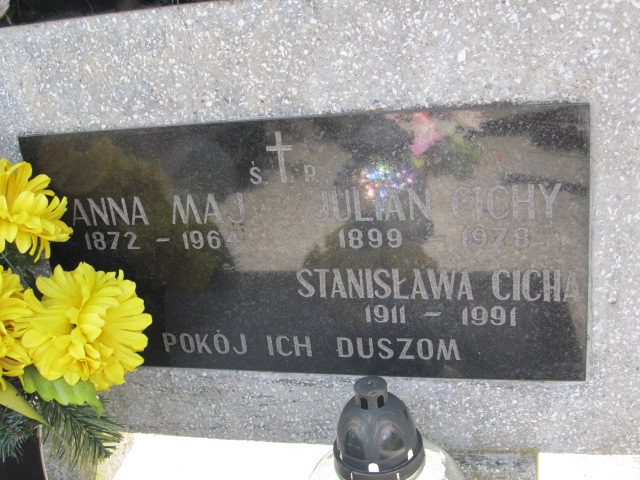 Ś. P.
ANNA MAJ
1872 - 1964
JULIAN CICHY
1899 - 1978
STANISŁAWA CICHA
1911 - 1991
POKÓJ ICH DUSZOM